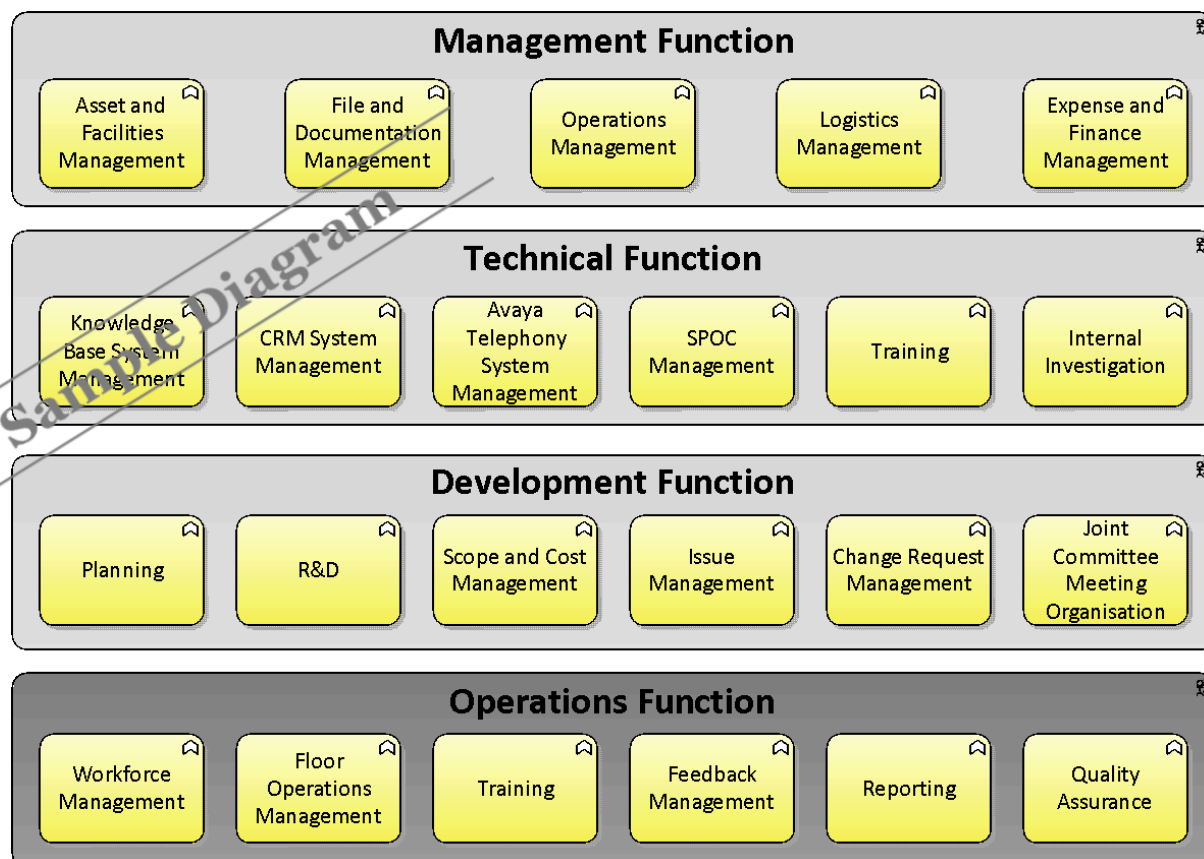 Management Function
Asset and
Facilities
Management
File and
Documentation
Management
Operations
Management
Logistics
Management
Expense and
Finance
Management
Sample Diagram
Technical Function
Knowledge
Base System
Management
CRM System
Management
Avaya
Telephony
System
Management
SPOC
Management
Training
Internal
Investigation
Development Function
Planning
R&D
Scope and Cost
Management
Issue
Management
Change Request
Management
Joint
Committee
Meeting
Organisation
Operations Function
Workforce
Management
Floor
Operations
Management
Training
Feedback
Management
Reporting
Quality
Assurance